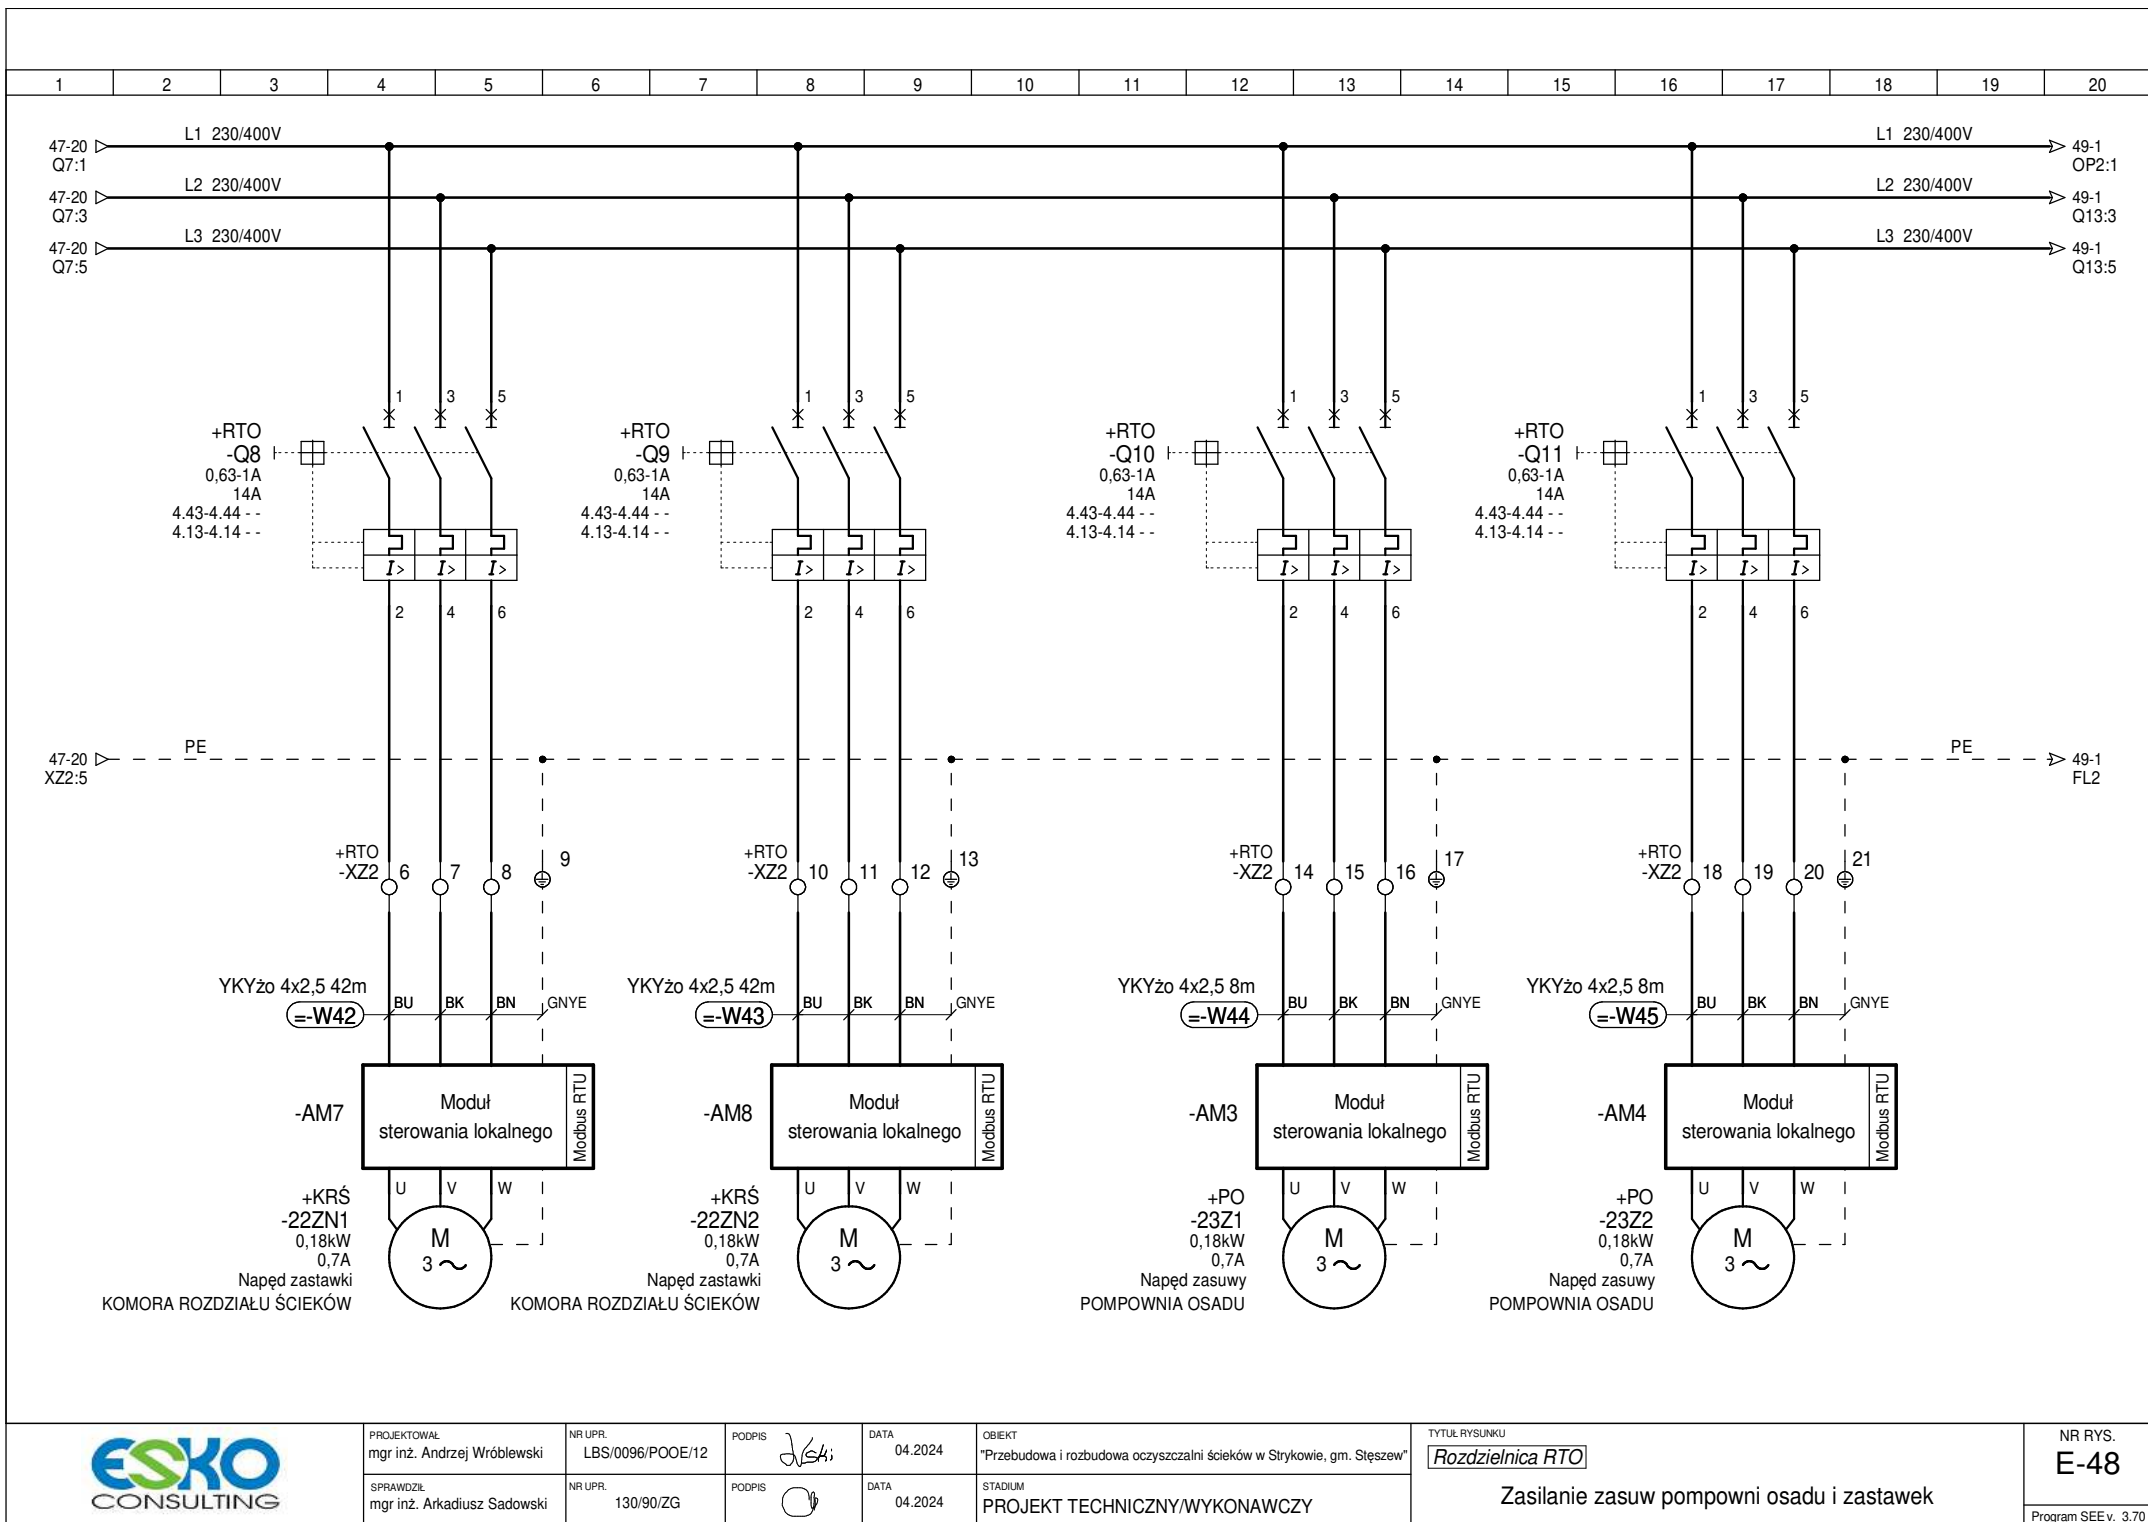 1 2 3 4 5 6 7 8 9 10 11 12 13 14 15 16 17 18 19 20
L1 230/400V
L1 230/400V
47-20
Q7:1
49-1
OP2:1
L2 230/400V
L2 230/400V
47-20
Q7:3
49-1
Q13:3
L3 230/400V
L3 230/400V
47-20
Q7:5
49-1
Q13:5
1 3 5
+RTO
-Q8
0,63-1A
14A
4.43-4.44 - -
4.13-4.14 - -
I> I> I>
2 4 6
1 3 5
+RTO
-Q9
0,63-1A
14A
4.43-4.44 - -
4.13-4.14 - -
I> I> I>
2 4 6
1 3 5
+RTO
-Q10
0,63-1A
14A
4.43-4.44 - -
4.13-4.14 - -
I> I> I>
2 4 6
1 3 5
+RTO
-Q11
0,63-1A
14A
4.43-4.44 - -
4.13-4.14 - -
I> I> I>
2 4 6
PE
PE
47-20
XZ2:5
49-1
FL2
+RTO
-XZ2 6 7 8 9
+RTO
-XZ2 10 11 12 13
+RTO
-XZ2 14 15 16 17
+RTO
-XZ2 18 19 20 21
YKYżo 4x2,5 42m
=-W42 BU BK BN GNYE
YKYżo 4x2,5 42m
=-W43 BU BK BN GNYE
YKYżo 4x2,5 8m
=-W44 BU BK BN GNYE
YKYżo 4x2,5 8m
=-W45 BU BK BN GNYE
-AM7
Moduł
sterowania lokalnego
Modbus RTU
-AM8
Moduł
sterowania lokalnego
Modbus RTU
-AM3
Moduł
sterowania lokalnego
Modbus RTU
-AM4
Moduł
sterowania lokalnego
Modbus RTU
U V W
+KRŚ
-22ZN1
0,18kW
0,7A
Napęd zastawki
KOMORA ROZDZIAŁU ŚCIEKÓW
M
3
U V W
+KRŚ
-22ZN2
0,18kW
0,7A
Napęd zastawki
KOMORA ROZDZIAŁU ŚCIEKÓW
M
3
U V W
+PO
-23Z1
0,18kW
0,7A
Napęd zasuwy
POMPOWNIA OSADU
M
3
U V W
+PO
-23Z2
0,18kW
0,7A
Napęd zasuwy
POMPOWNIA OSADU
M
3
ESKO
CONSULTING
PROJEKTOWAŁ
mgr inż. Andrzej Wróblewski
NR UPR.
LBS/0096/POOE/12
PODPIS
DATA
04.2024
OBIEKT
"Przebudowa i rozbudowa oczyszczalni ścieków w Strykowie, gm. Stęszew"
SPRAWDZIŁ
mgr inż. Arkadiusz Sadowski
NR UPR.
130/90/ZG
PODPIS
DATA
04.2024
STADIUM
PROJEKT TECHNICZNY/WYKONAWCZY
TYTUŁ RYSUNKU
Rozdzielnica RTO
Zasilanie zasuw pompowni osadu i zastawek
NR RYS.
E-48
Program SEE v. 3.70